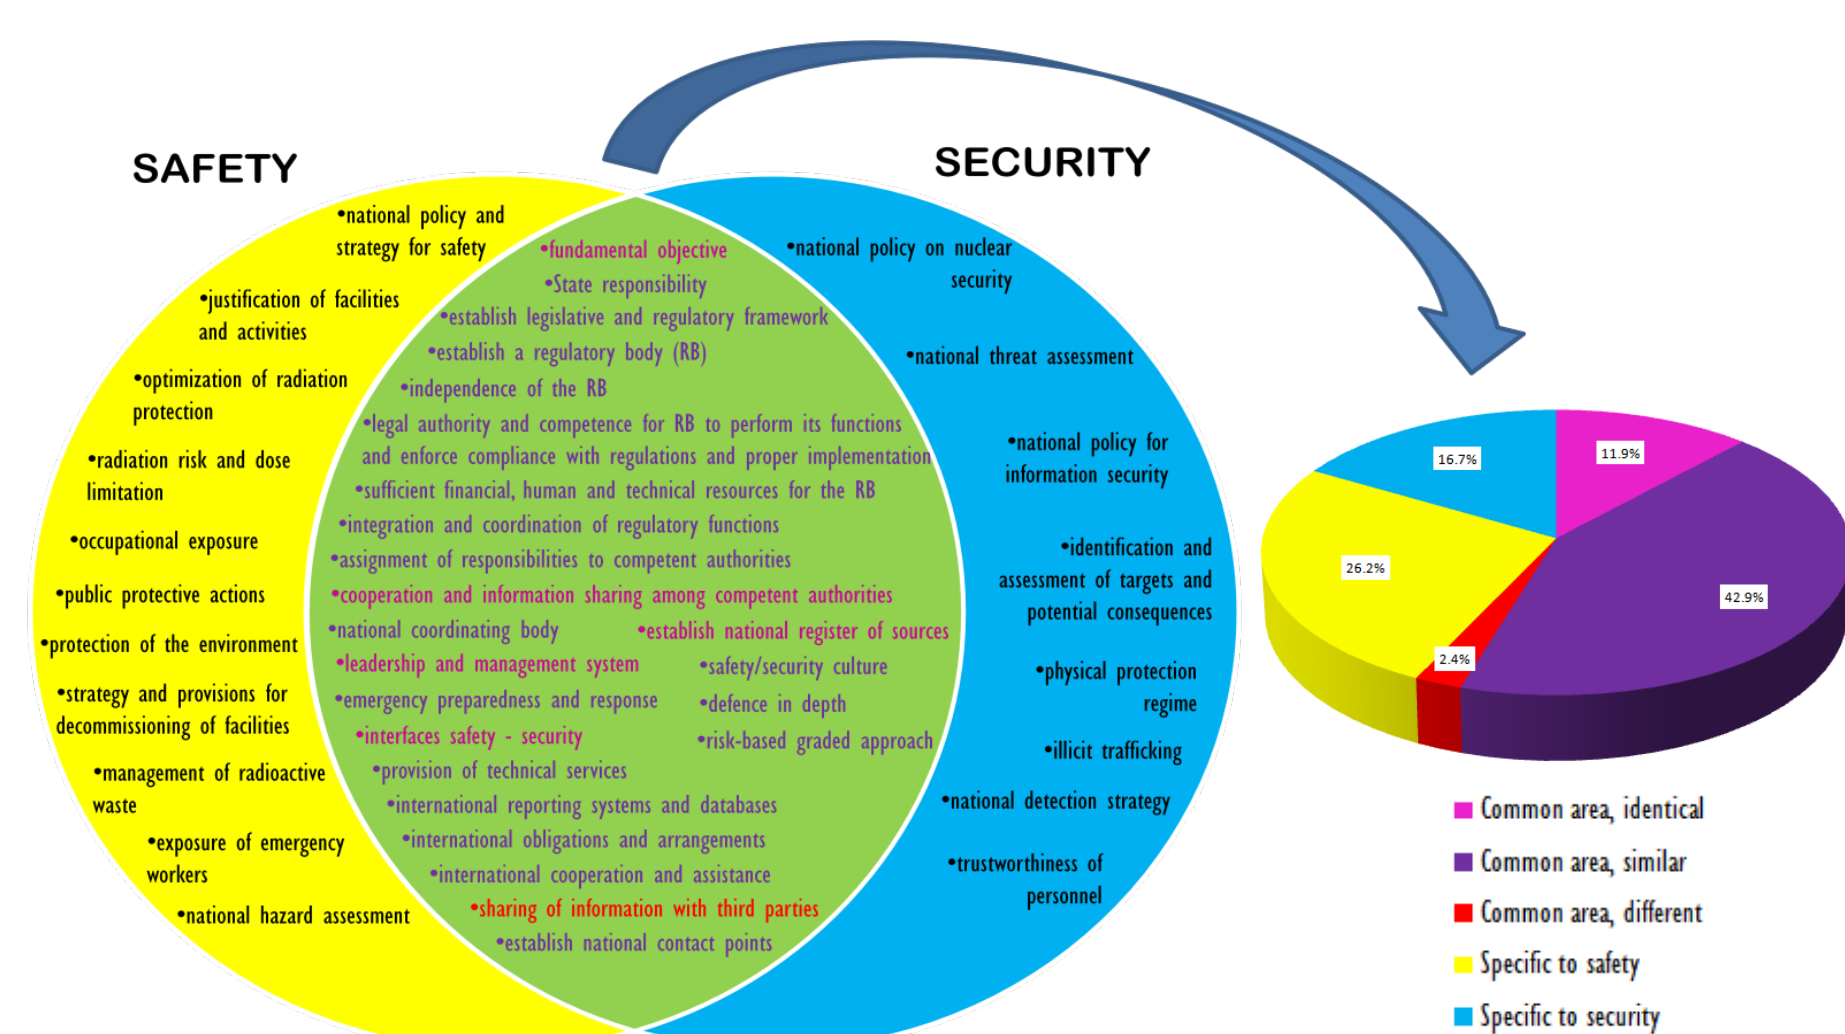 SAFETY
SECURITY
•national policy and
strategy for safety
•justification of facilities
and activities
•optimization of radiation
protection
•radiation risk and dose
limitation
•occupational exposure
•public protective actions
•protection of the environment
•strategy and provisions for
decommissioning of facilities
•management of radioactive
waste
•exposure of emergency
workers
•national hazard assessment
•fundamental objective
•State responsibility
•establish legislative and regulatory framework
•establish a regulatory body (RB)
•independence of the RB
•legal authority and competence for RB to perform its functions
and enforce compliance with regulations and proper implementation
•sufficient financial, human and technical resources for the RB
•integration and coordination of regulatory functions
•assignment of responsibilities to competent authorities
•cooperation and information sharing among competent authorities
•national coordinating body
•establish national register of sources
•leadership and management system
•safety/security culture
•emergency preparedness and response
•defence in depth
•interfaces safety - security
•risk-based graded approach
•provision of technical services
•international reporting systems and databases
•international obligations and arrangements
•international cooperation and assistance
•sharing of information with third parties
•establish national contact points
•national policy on nuclear
security
•national threat assessment
•national policy for
information security
•identification and
assessment of targets and
potential consequences
•physical protection
regime
•illicit trafficking
•national detection strategy
•trustworthiness of
personnel
11.9%
16.7%
26.2%
42.9%
2.4%
Common area, identical
Common area, similar
Common area, different
Specific to safety
Specific to security